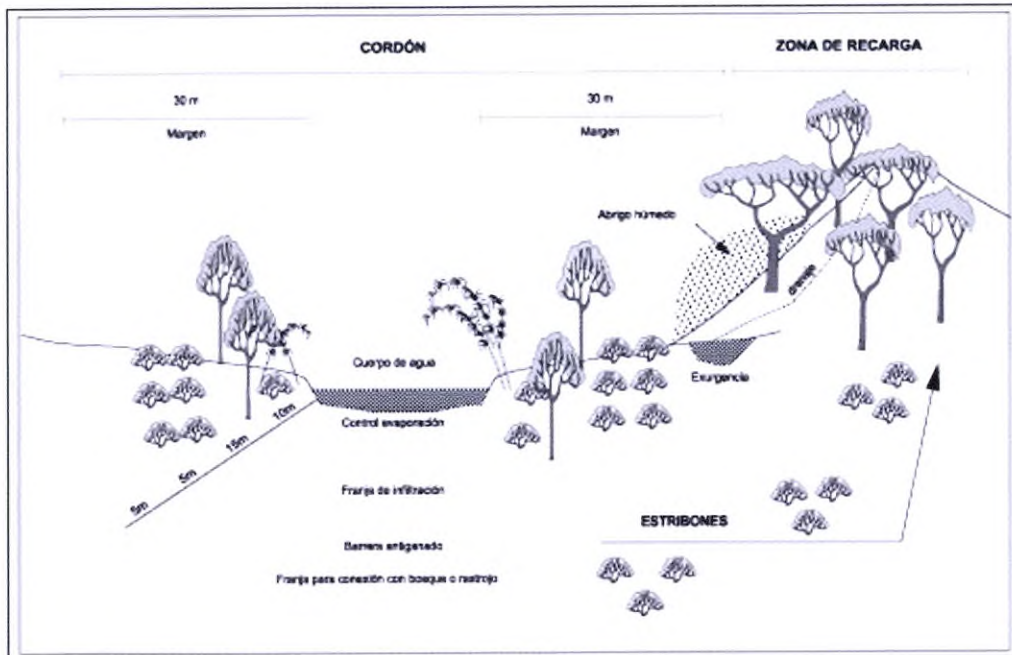 CORDÓN
ZONA DE RECARGA
30 m
30 m
Margen
Margen
Abrigo húmedo
drenaje
Cuerpo de agua
Exurgencia
10m
Control evaporación
15m
5m
5m
Franja de infiltración
ESTRIBONES
Barrera antiganado
Franja para conexión con bosque o rastrojo